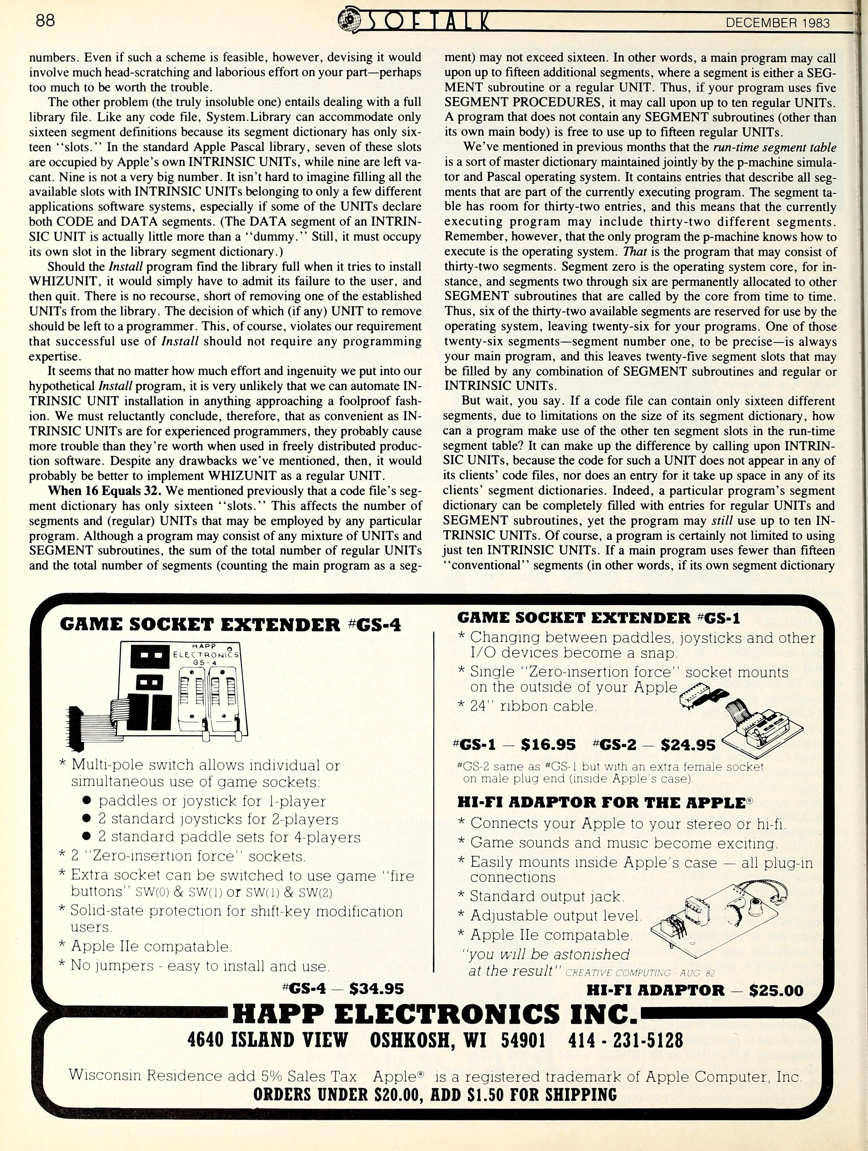 88
SOFTALK
DECEMBER 1983
numbers. Even if such a scheme is feasible, however, devising it would
involve much head-scratching and laborious effort on your part—perhaps
too much to be worth the trouble.
The other problem (the truly insoluble one) entails dealing with a full
library file. Like any code file, System.Library can accommodate only
sixteen segment definitions because its segment dictionary has only six-
teen ‘‘slots.’’ In the standard Apple Pascal library, seven of these slots
are occupied by Apple's own INTRINSIC UNITs, while nine are left va-
cant. Nine is not a very big number. It isn't hard to imagine filling all the
available slots with INTRINSIC UNITs belonging to only a few different
applications software systems, especially if some of the UNITs declare
both CODE and DATA segments. (The DATA segment of an INTRIN-
SIC UNIT is actually little more than a ‘‘dummy.’’ Still, it must occupy
its own slot in the library segment dictionary.)
Should the Install program find the library full when it tries to install
WHIZUNIT, it would simply have to admit its failure to the user, and
then quit. There is no recourse, short of removing one of the established
UNITs from the library. The decision of which (if any) UNIT to remove
should be left to a programmer. This, of course, violates our requirement
that successful use of Install should not require any programming
expertise.
It seems that no matter how much effort and ingenuity we put into our
hypothetical Install program, it is very unlikely that we can automate IN-
TRINSIC UNIT installation in anything approaching a foolproof fash-
ion. We must reluctantly conclude, therefore, that as convenient as IN-
TRINSIC UNITs are for experienced programmers, they probably cause
more trouble than they're worth when used in freely distributed produc-
tion software. Despite any drawbacks we've mentioned, then, it would
probably be better to implement WHIZUNIT as a regular UNIT.
When 16 Equals 32. We mentioned previously that a code file's seg-
ment dictionary has only sixteen ‘‘slots.’’ This affects the number of
segments and (regular) UNITs that may be employed by any particular
program. Although a program may consist of any mixture of UNITs and
SEGMENT subroutines, the sum of the total number of regular UNITs
and the total number of segments (counting the main program as a seg-
ment) may not exceed sixteen. In other words, a main program may call
upon up to fifteen additional segments, where a segment is either a SEG-
MENT subroutine or a regular UNIT. Thus, if your program uses five
SEGMENT PROCEDURES, it may call upon up to ten regular UNITs.
A program that does not contain any SEGMENT subroutines (other than
its own main body) is free to use up to fifteen regular UNITs.
We've mentioned in previous months that the run-time segment table
is a sort of master dictionary maintained jointly by the p-machine simula-
tor and Pascal operating system. It contains entries that describe all seg-
ments that are part of the currently executing program. The segment ta-
ble has room for thirty-two entries, and this means that the currently
executing program may include thirty-two different segments.
Remember, however, that the only program the p-machine knows how to
execute is the operating system. That is the program that may consist of
thirty-two segments. Segment zero is the operating system core, for in-
stance, and segments two through six are permanently allocated to other
SEGMENT subroutines that are called by the core from time to time.
Thus, six of the thirty-two available segments are reserved for use by the
operating system, leaving twenty-six for your programs. One of those
twenty-six segments—segment number one, to be precise—is always
your main program, and this leaves twenty-five segment slots that may
be filled by any combination of SEGMENT subroutines and regular or
INTRINSIC UNITs.
But wait, you say. If a code file can contain only sixteen different
segments, due to limitations on the size of its segment dictionary, how
can a program make use of the other ten segment slots in the run-time
segment table? It can make up the difference by calling upon INTRIN-
SIC UNITs, because the code for such a UNIT does not appear in any of
its clients' code files, nor does an entry for it take up space in any of its
clients' segment dictionaries. Indeed, a particular program's segment
dictionary can be completely filled with entries for regular UNITs and
SEGMENT subroutines, yet the program may still use up to ten IN-
TRINSIC UNITs. Of course, a program is certainly not limited to using
just ten INTRINSIC UNITs. If a main program uses fewer than fifteen
‘‘conventional’’ segments (in other words, if its own segment dictionary
GAME SOCKET EXTENDER #GS-4
HAPP
ELECTRONICS
GS-4
* Multi-pole switch allows individual or
simultaneous use of game sockets:
● paddles or joystick for 1-player
● 2 standard joysticks for 2-players
● 2 standard paddle sets for 4-players
* 2 "Zero-insertion force" sockets.
* Extra socket can be switched to use game "fire
buttons" SW(0) & SW(1) or SW(1) & SW(2)
* Solid-state protection for shift-key modification
users.
* Apple IIe compatable.
* No jumpers - easy to install and use.
#GS-4 — $34.95
GAME SOCKET EXTENDER #GS-1
* Changing between paddles, joysticks and other
I/O devices become a snap.
* Single "Zero-insertion force" socket mounts
on the outside of your Apple
* 24" ribbon cable.
#GS-1 — $16.95 #GS-2 — $24.95
#GS-2 same as #GS-1 but with an extra female socket
on male plug end (inside Apple's case).
HI-FI ADAPTOR FOR THE APPLE®
* Connects your Apple to your stereo or hi-fi.
* Game sounds and music become exciting.
* Easily mounts inside Apple's case — all plug-in
connections
* Standard output jack.
* Adjustable output level.
* Apple IIe compatable.
"you will be astonished
at the result" CREATIVE COMPUTING - AUG 82
HI-FI ADAPTOR — $25.00
HAPP ELECTRONICS INC.
4640 ISLAND VIEW OSHKOSH, WI 54901 414 - 231-5128
Wisconsin Residence add 5% Sales Tax Apple® is a registered trademark of Apple Computer, Inc.
ORDERS UNDER $20.00, ADD $1.50 FOR SHIPPING